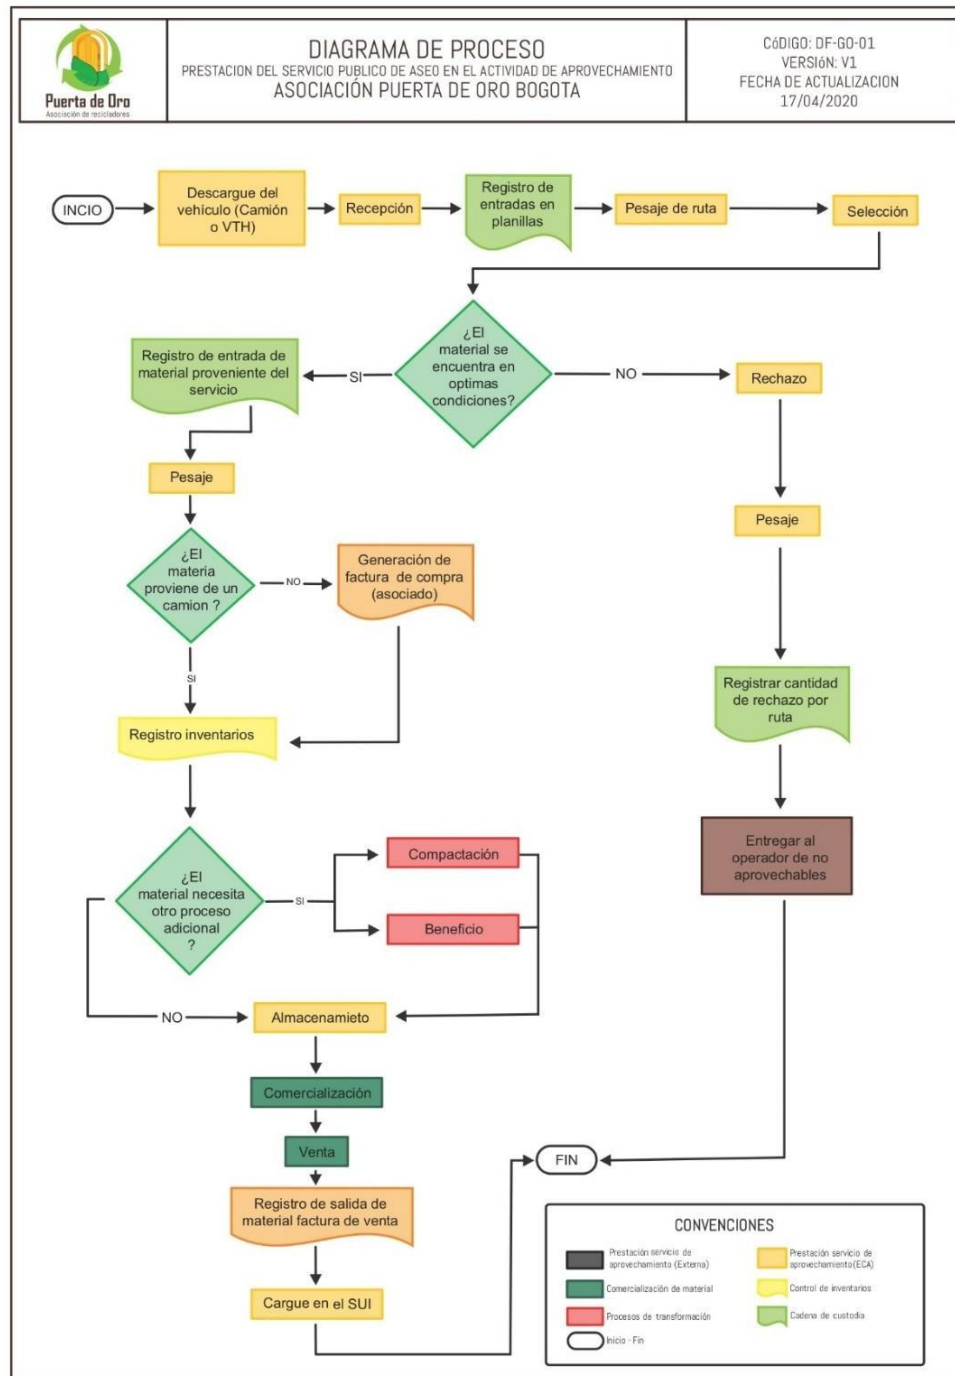 Puerta de Oro
Asociación de recicladores
DIAGRAMA DE PROCESO
PRESTACION DEL SERVICIO PUBLICO DE ASEO EN EL ACTIVIDAD DE APROVECHAMIENTO
ASOCIACIÓN PUERTA DE ORO BOGOTA
CóDIGO: DF-GO-01
VERSIóN: V1
FECHA DE ACTUALIZACION
17/04/2020
INCIO
Descargue del
vehículo (Camión
o VTH)
Recepción
Registro de
entradas en
planillas
Pesaje de ruta
Selección
¿El
material se
encuentra en
optimas
condiciones?
SI
NO
Registro de entrada de
material proveniente del
servicio
Rechazo
Pesaje
Pesaje
¿El
materia
proviene de un
camion ?
NO
Generación de
factura de compra
(asociado)
SI
Registrar cantidad
de rechazo por
ruta
Registro inventarios
Entregar al
operador de no
aprovechables
¿El
material necesita
otro proceso
adicional
?
SI
Compactación
Beneficio
NO
Almacenamieto
Comercialización
Venta
FIN
Registro de salida de
material factura de venta
Cargue en el SUI
CONVENCIONES
Prestación servicio de
aprovechamiento (Externa)
Prestación servicio de
aprovechamiento(ECA)
Comercialización de material
Control de inventarios
Procesos de transformación
Cadena de custodia
Inicio - Fin